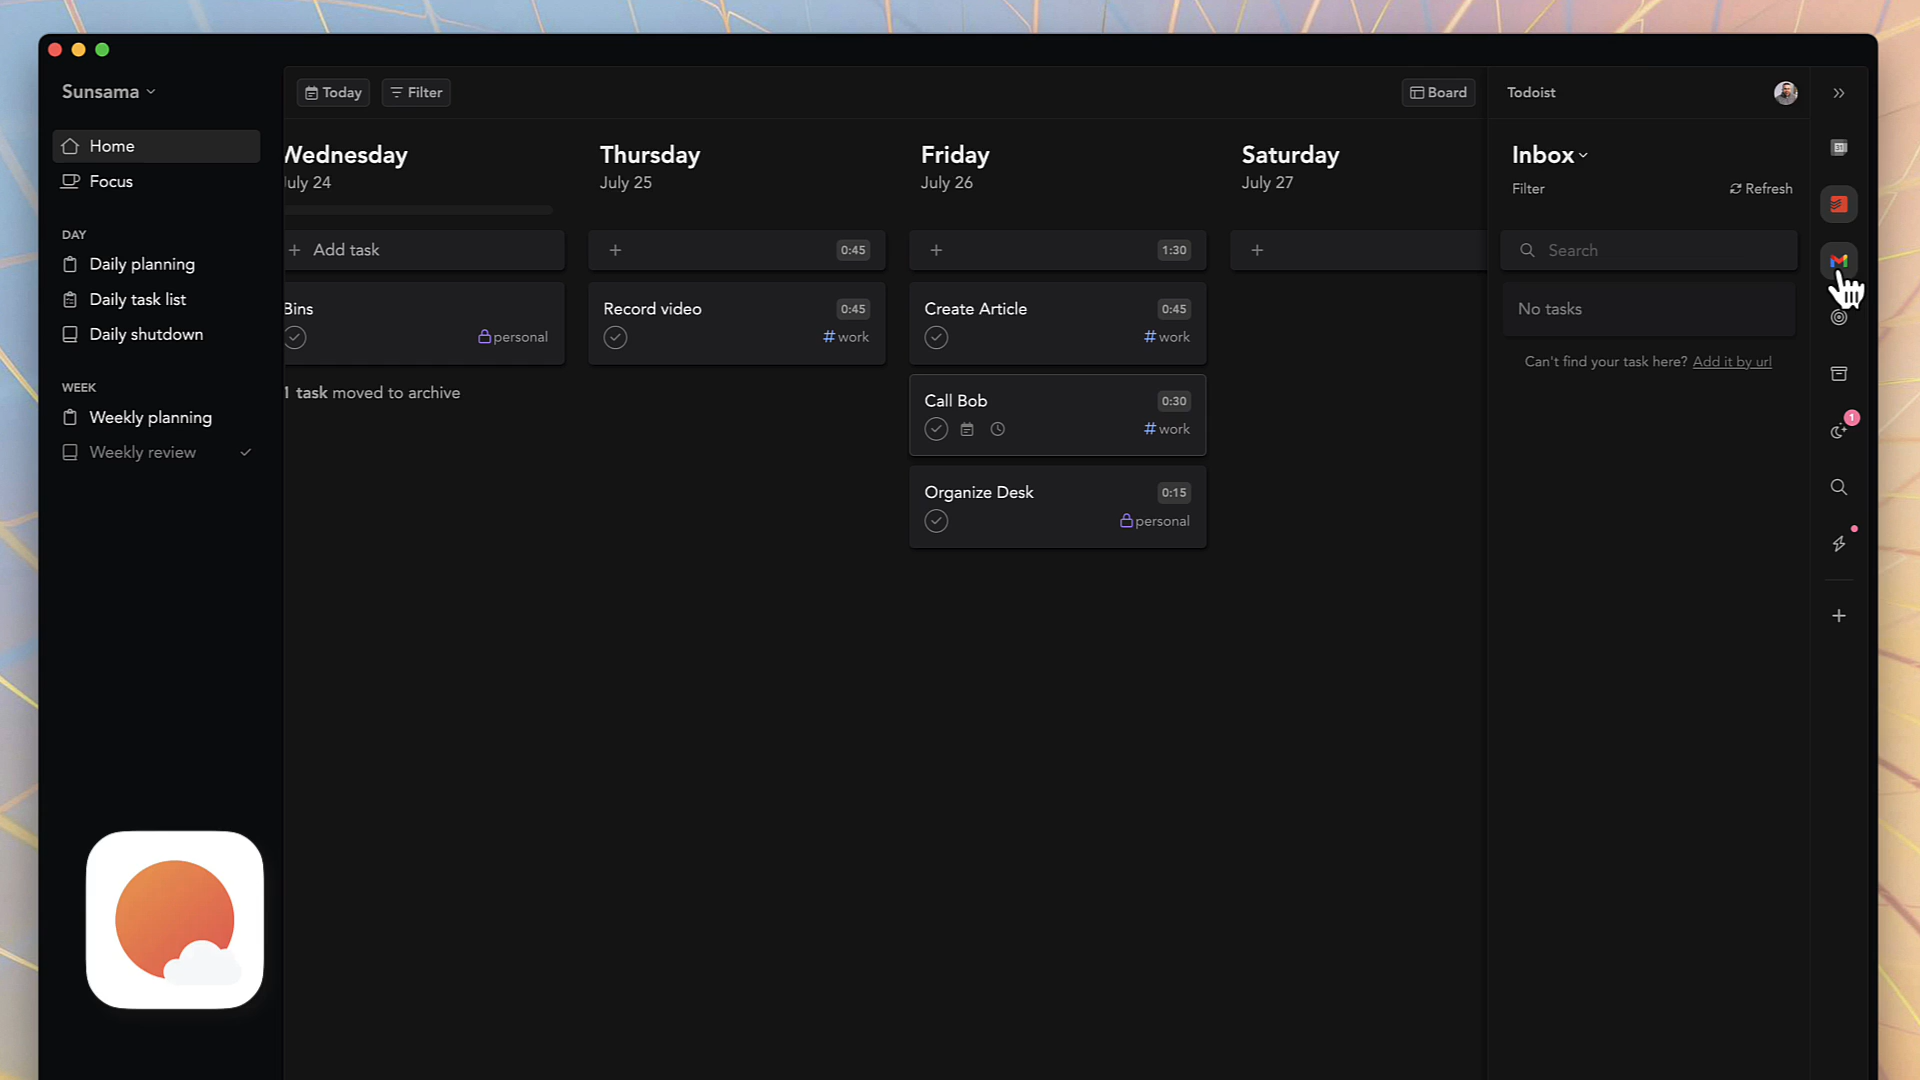 Sunsama
Home
Focus
DAY
Daily planning
Daily task list
Daily shutdown
WEEK
Weekly planning
Weekly review
Today
Filter
Board
Wednesday
July 24
Add task
Bins
personal
1 task moved to archive
Thursday
July 25
0:45
Record video
0:45
#work
Friday
July 26
1:30
Create Article
0:45
#work
Call Bob
0:30
#work
Organize Desk
0:15
personal
Saturday
July 27
Todoist
Inbox
Filter
Refresh
Search
No tasks
Can't find your task here? Add it by url
31
1